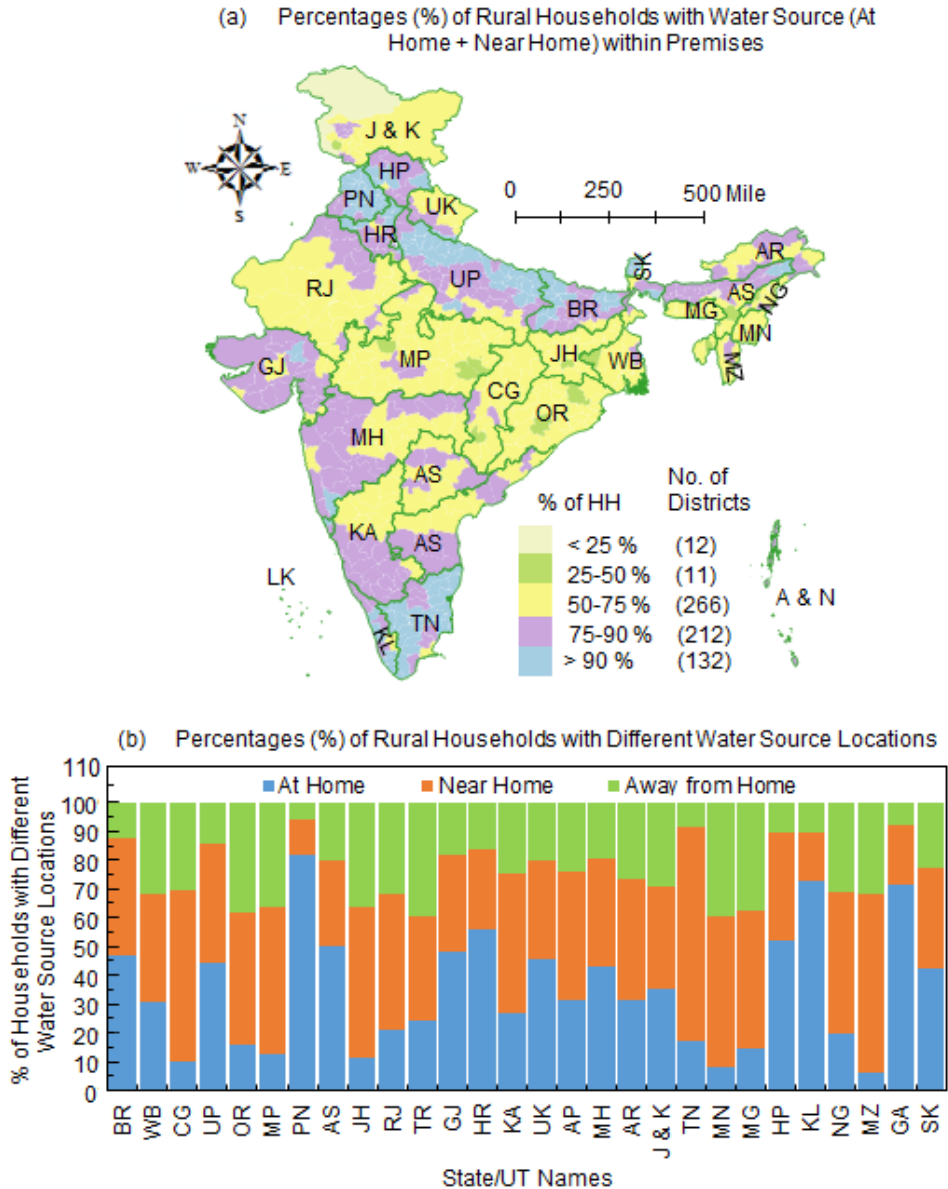 (a) Percentages (%) of Rural Households with Water Source (At
Home + Near Home) within Premises
N
W E
S
J & K
HP
PN
UK
HR
0 250 500 Mile
RJ
UP
BR
SK
AR
AS
NG
MG
MN
MZ
GJ
MP
JH
WB
CG
OR
MH
AS
KA
AS
LK
TN
KL
A & N
% of HH No. of Districts
< 25 % (12)
25-50 % (11)
50-75 % (266)
75-90 % (212)
> 90 % (132)
(b) Percentages (%) of Rural Households with Different Water Source Locations
% of Households with Different
Water Source Locations
110
100
90
80
70
60
50
40
30
20
10
0
At Home Near Home Away from Home
BR WB CG UP OR MP PN AS JH RJ TR GJ HR KA UK AP MH AR J & K TN MN MG HP KL NG MZ GA SK
State/UT Names